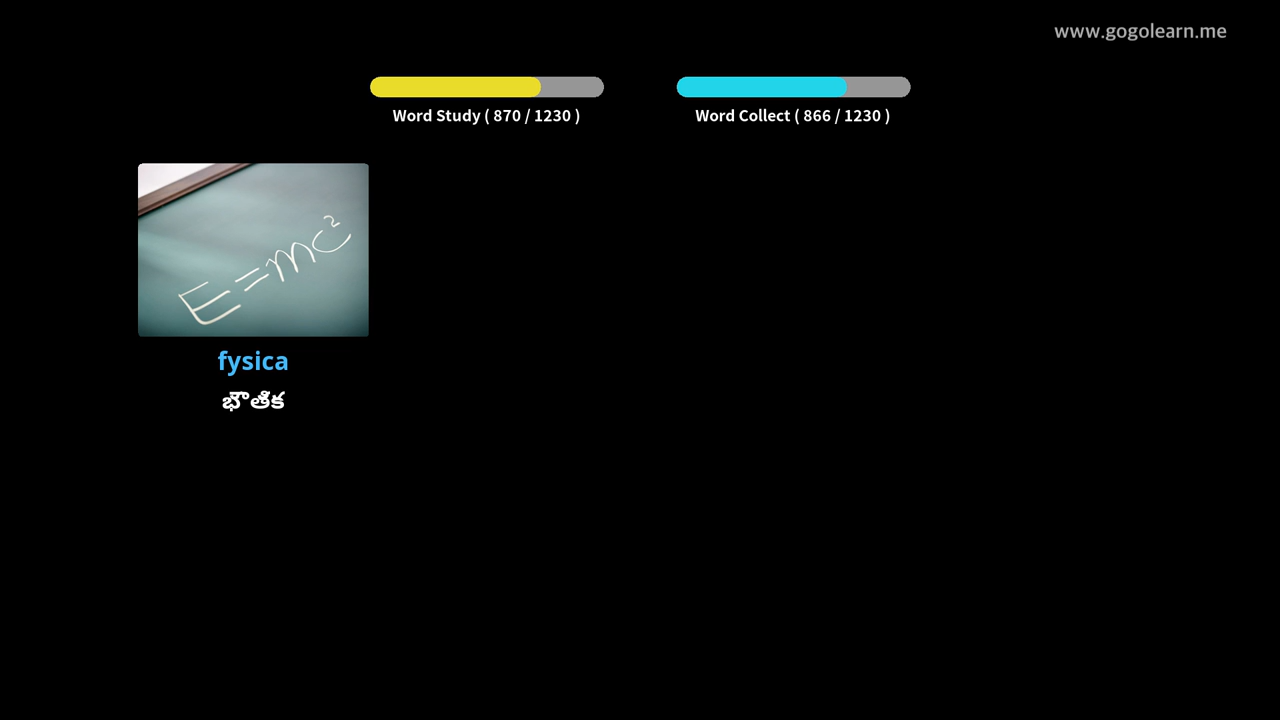 www.gogolearn.me
Word Study ( 870 / 1230 )
Word Collect ( 866 / 1230 )
E=mc²
fysica
భౌతిక